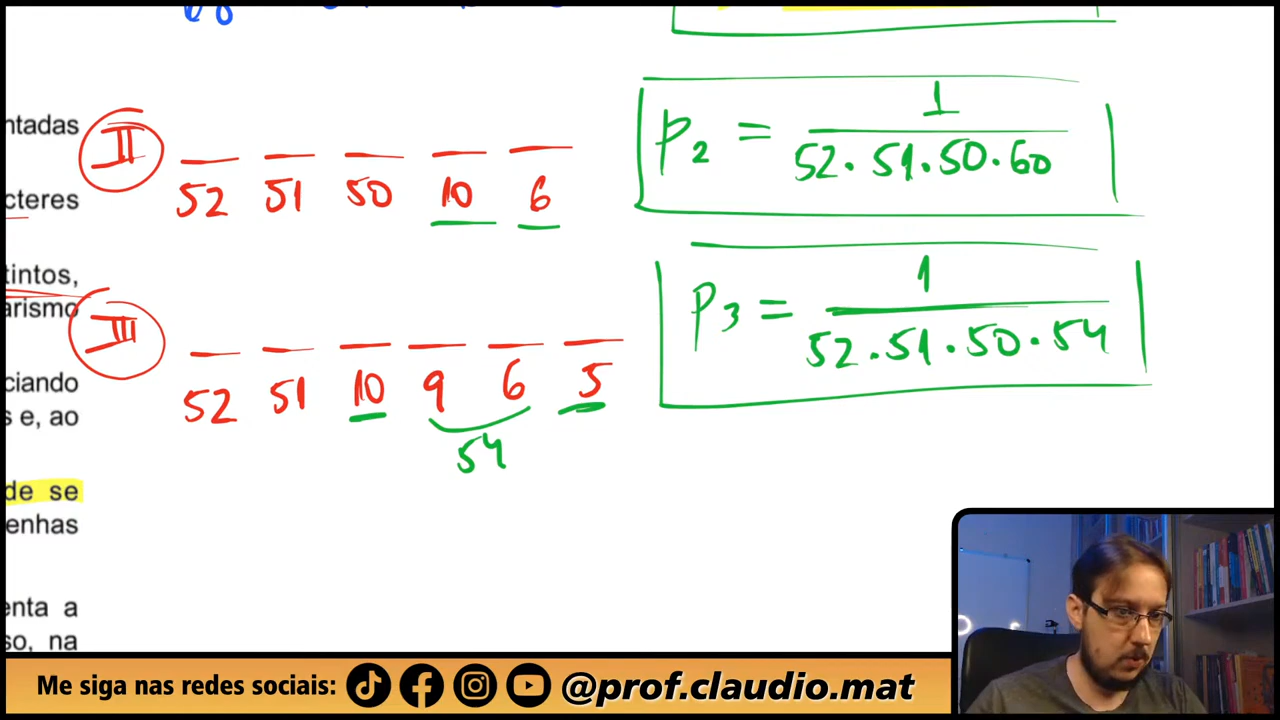 ntadas
cteres
tintos,
arismo
ciando
s e, ao
de se
enhas
enta a
so, na
II
52 51 50 10 6
P2 = 1
52.51.50.60
III
52 51 10 9 6 5
54
P3 = 1
52.51.50.54
Me siga nas redes sociais: @prof.claudio.mat